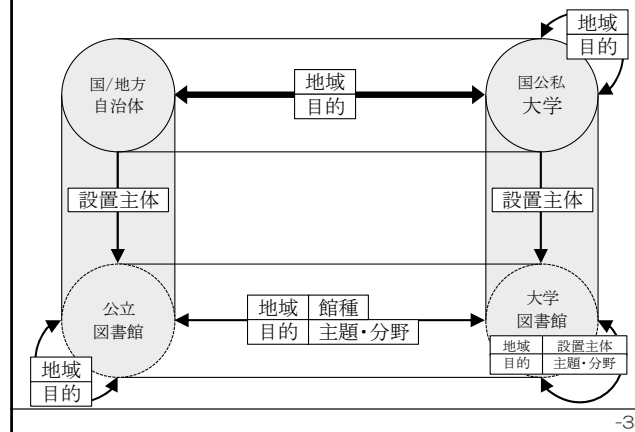 地域
目的
国/地方
自治体
地域
目的
国公私
大学
設置主体
設置主体
公立
図書館
地域 館種
目的 主題・分野
大学
図書館
地域 設置主体
目的 主題・分野
地域
目的
-3